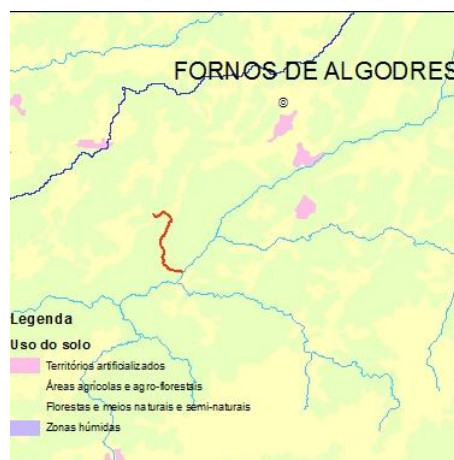 FORNOS DE ALGODRES
Legenda
Uso do solo
Territórios artificializados
Áreas agrícolas e agro-florestais
Florestas e meios naturais e semi-naturais
Zonas húmidas